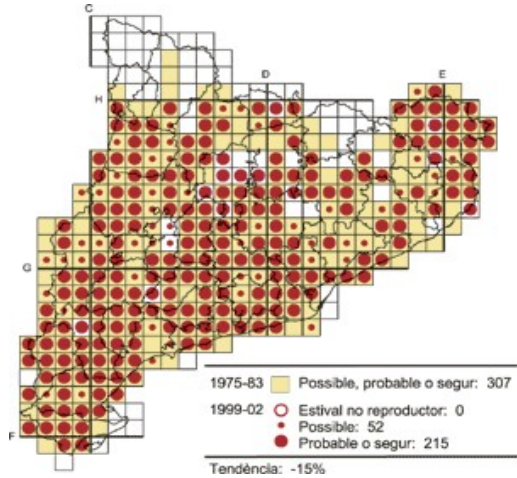 C
D
E
H
G
F
1975-83 Possible, probable o segur: 307
1999-02 Estival no reproductor: 0
Possible: 52
Probable o segur: 215
Tendència: -15%